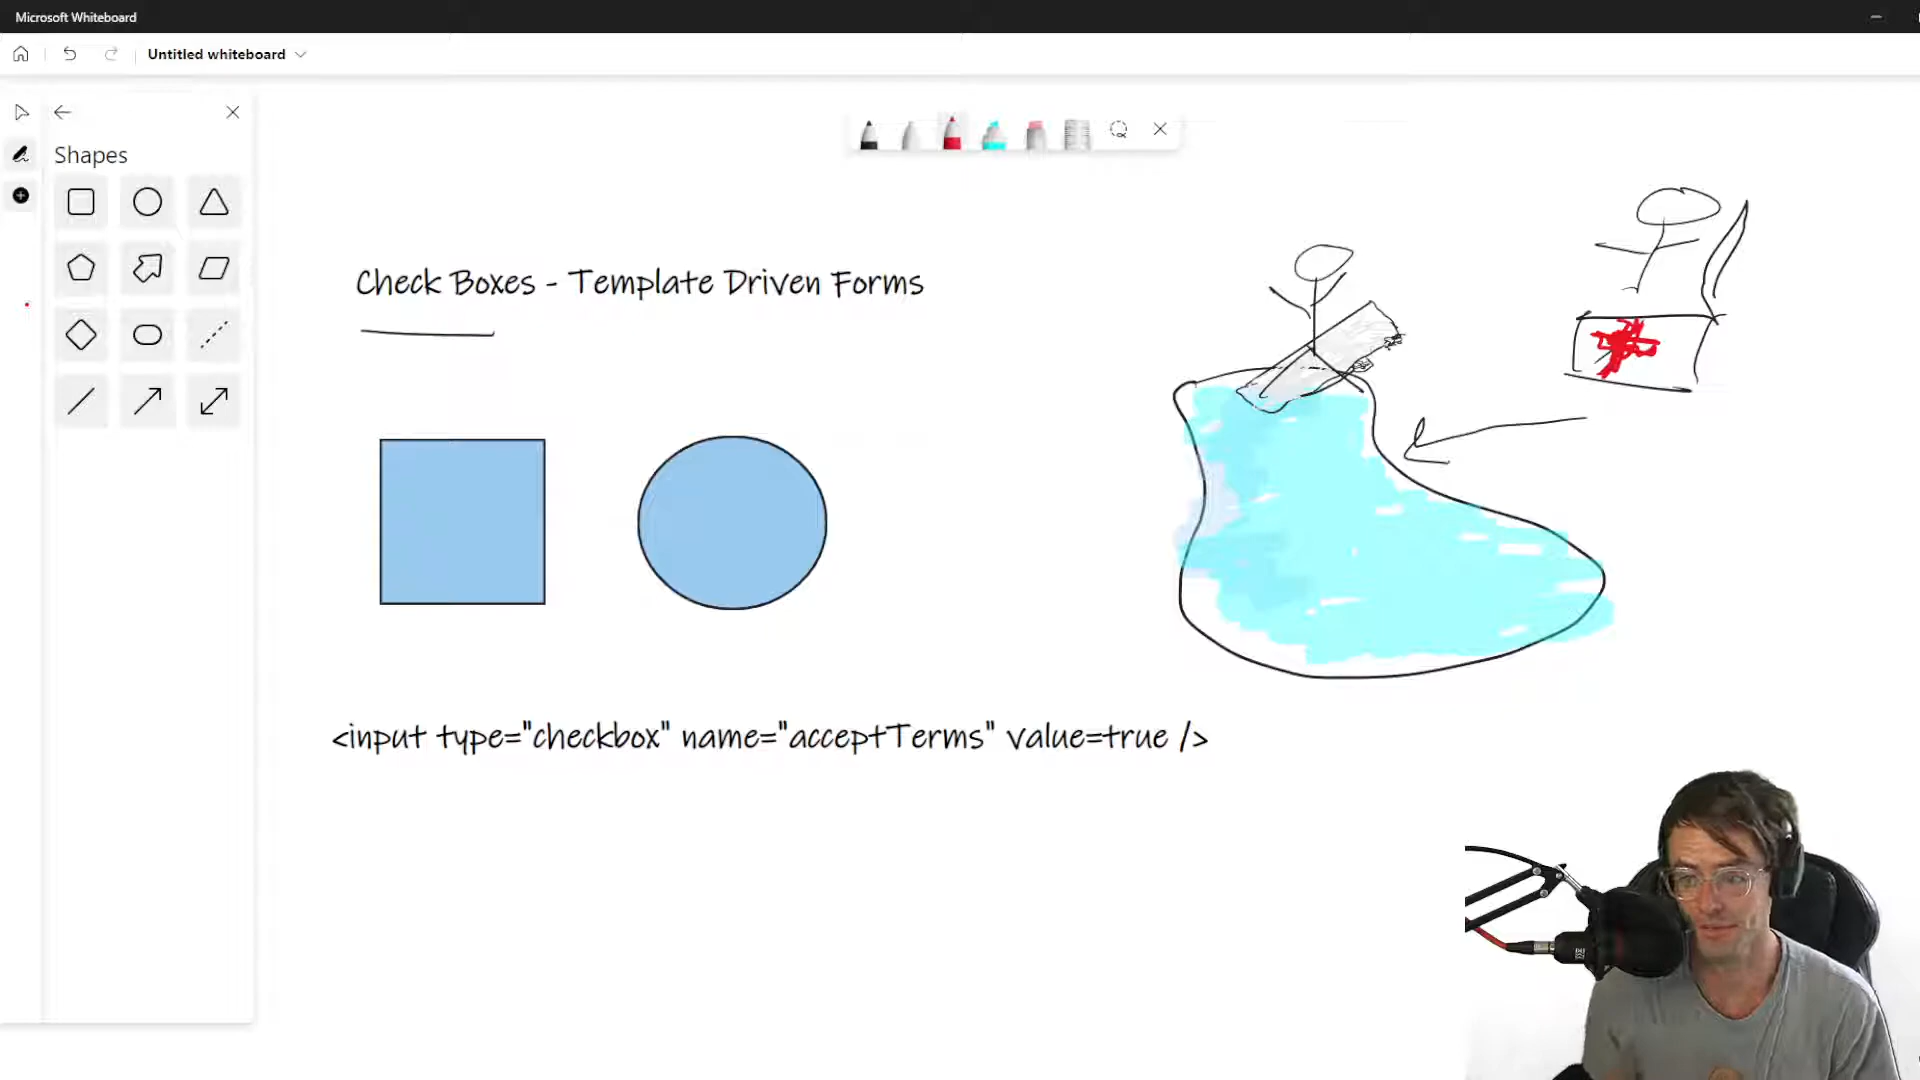 Microsoft Whiteboard
Untitled whiteboard
Shapes
Check Boxes - Template Driven Forms
<input type="checkbox" name="acceptTerms" value=true />